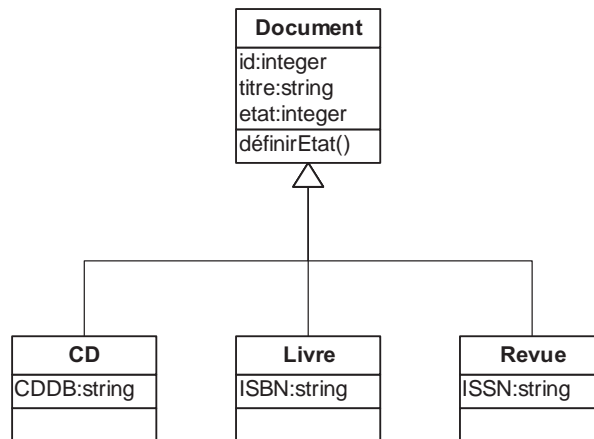 Document
id:integer
titre:string
etat:integer
définirEtat()
CD
CDDB:string
Livre
ISBN:string
Revue
ISSN:string